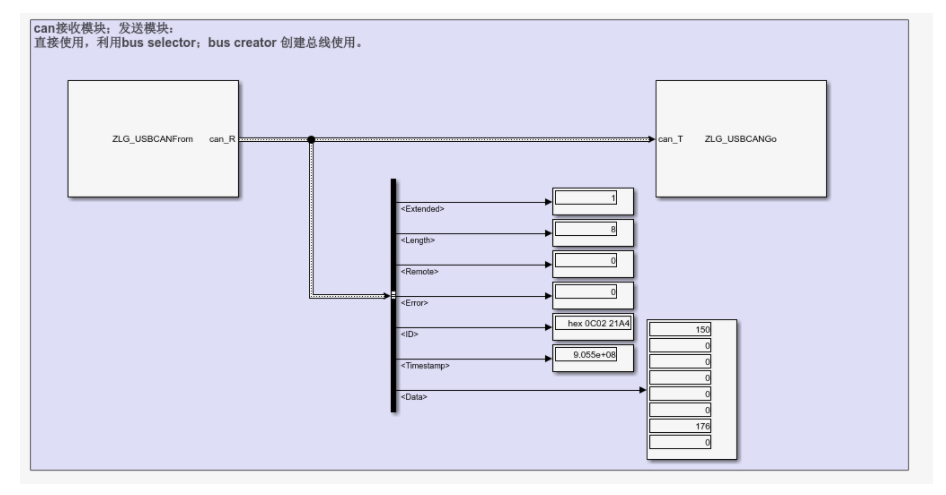 can接收模块；发送模块：
直接使用，利用bus selector；bus creator 创建总线使用。
ZLG_USBCANFrom can_R
can_T ZLG_USBCANGo
<Extended> 1
<Length> 8
<Remote> 0
<Error> 0
<ID> hex 0C02 21A4
<Timestamp> 9.055e+08
<Data>
150
0
0
0
0
0
176
0